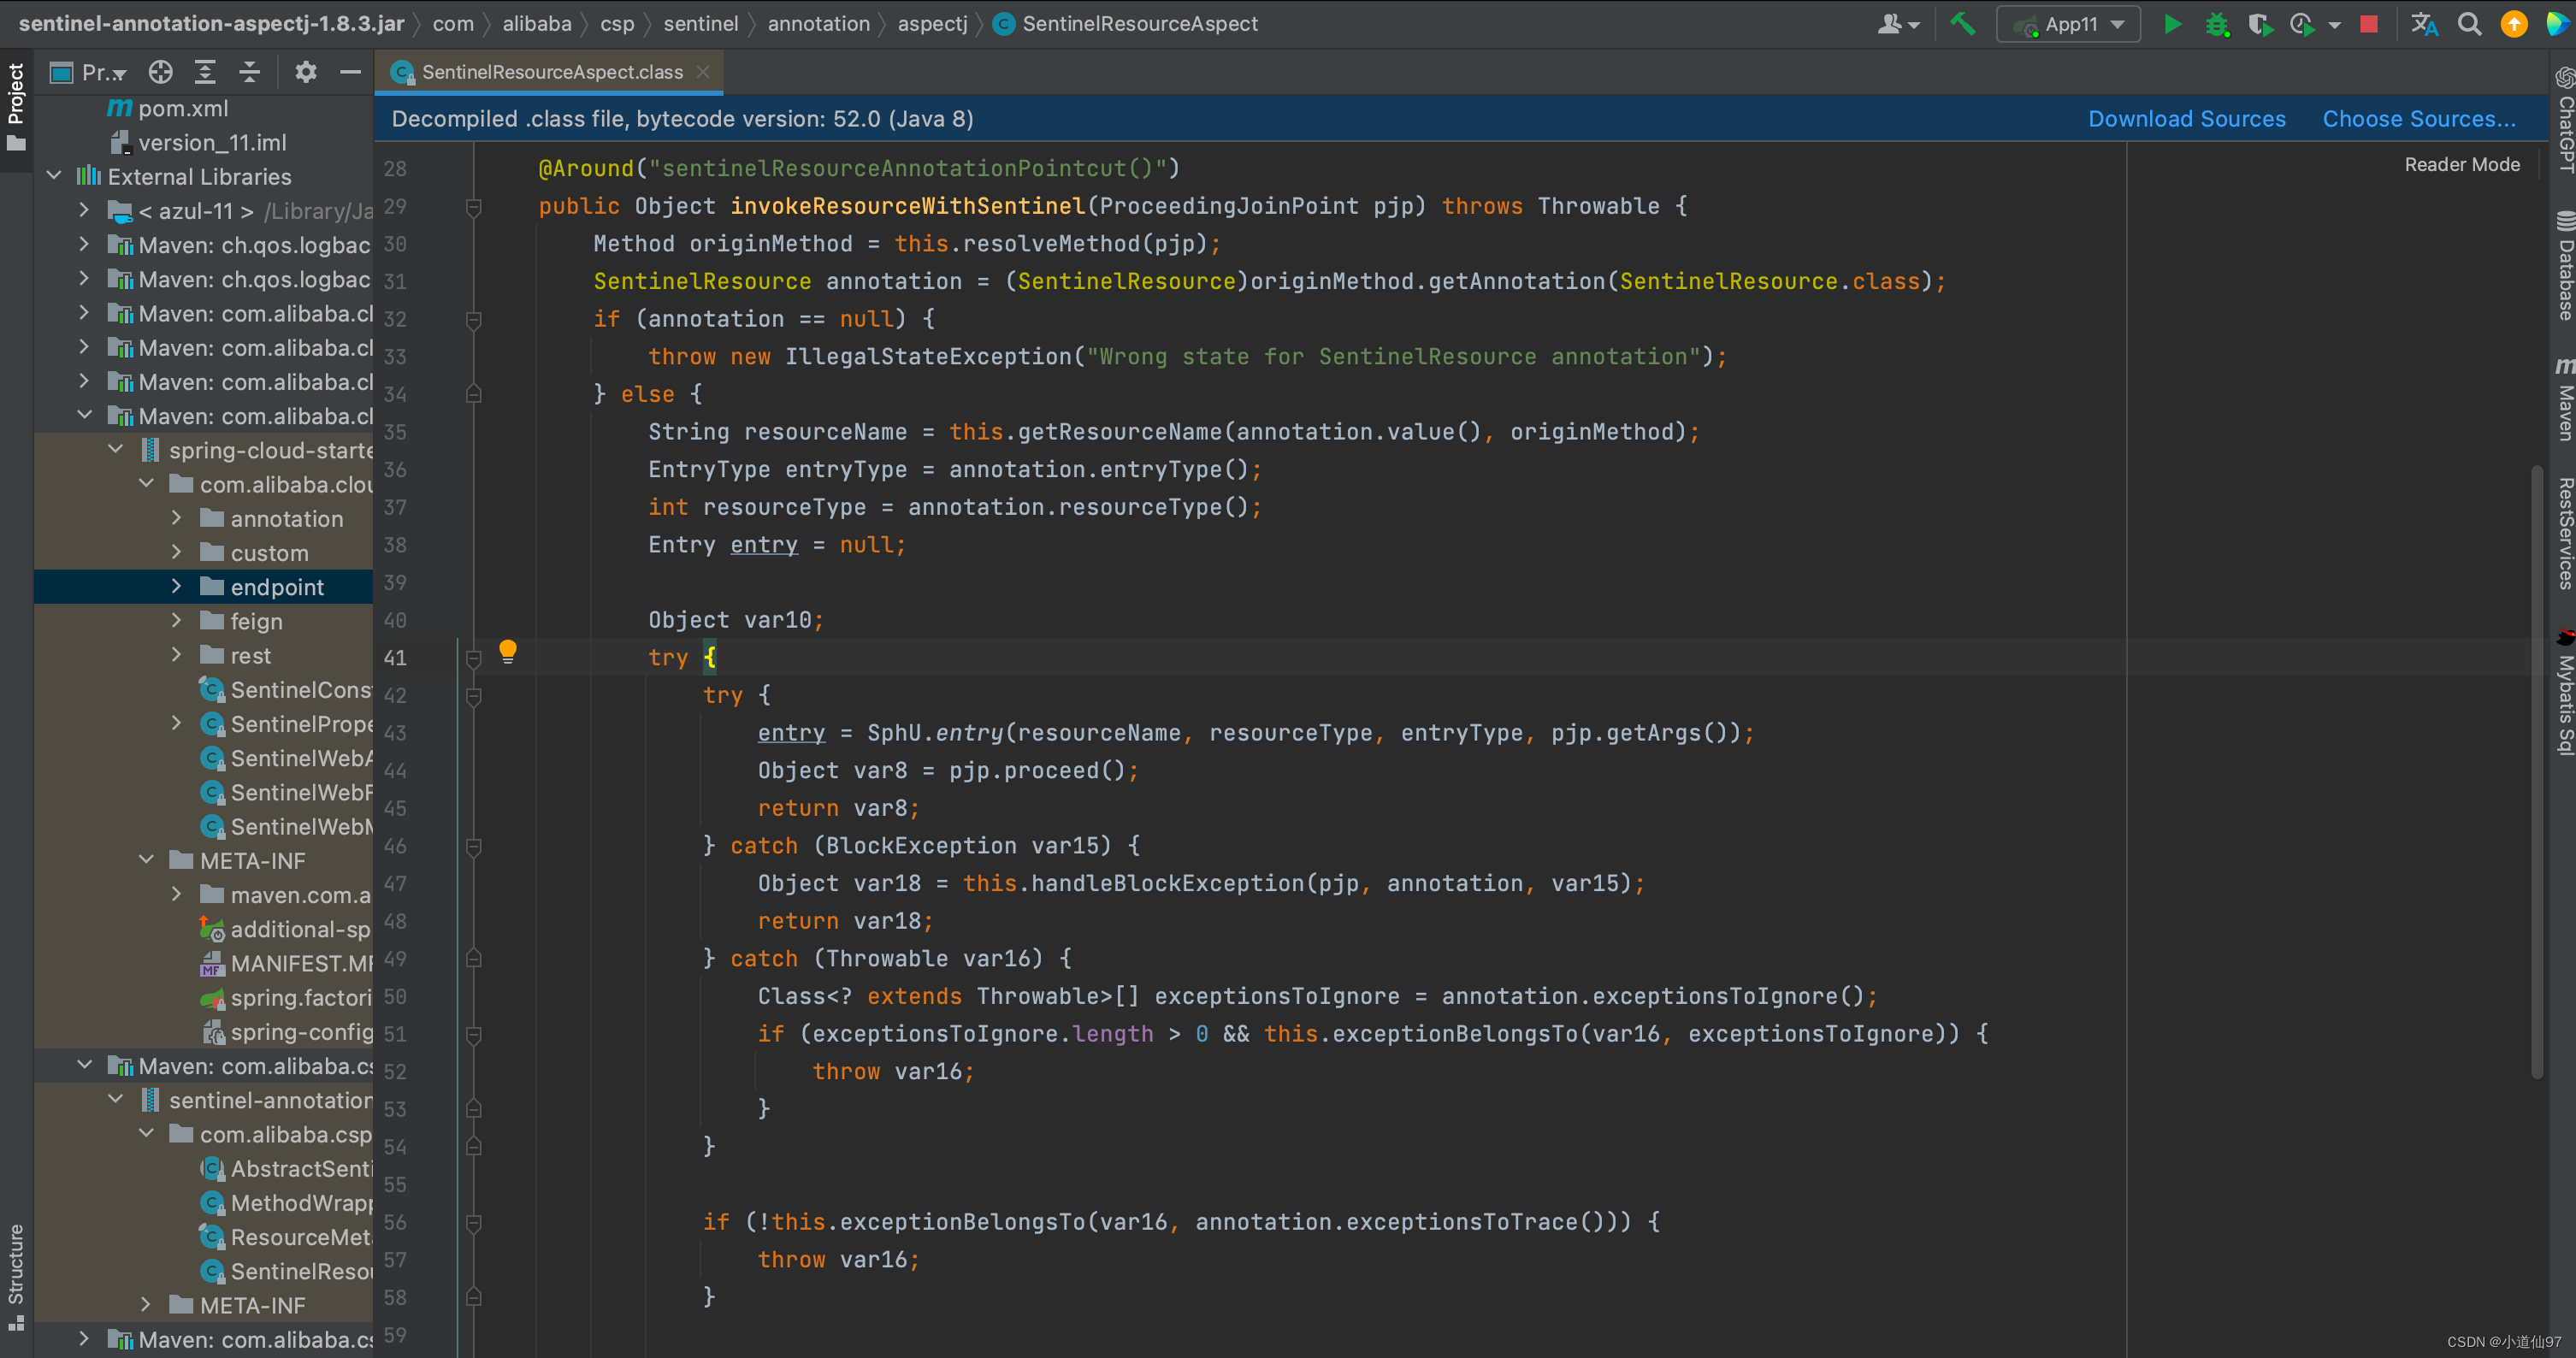 sentinel-annotation-aspectj-1.8.3.jar com alibaba csp sentinel annotation aspectj SentinelResourceAspect
App11
Project
Pr...
SentinelResourceAspect.class
Decompiled .class file, bytecode version: 52.0 (Java 8)
Download Sources
Choose Sources...
Reader Mode
pom.xml
version_11.iml
External Libraries
< azul-11 > /Library/Ja
Maven: ch.qos.logbac
Maven: ch.qos.logbac
Maven: com.alibaba.cl
Maven: com.alibaba.cl
Maven: com.alibaba.cl
Maven: com.alibaba.cl
spring-cloud-starte
com.alibaba.clou
annotation
custom
endpoint
feign
rest
SentinelCons
SentinelPrope
SentinelWebA
SentinelWebF
SentinelWebM
META-INF
maven.com.a
additional-sp
MANIFEST.MF
spring.factori
spring-config
Maven: com.alibaba.cs
sentinel-annotation
com.alibaba.csp
AbstractSenti
MethodWrapp
ResourceMeta
SentinelResou
META-INF
Maven: com.alibaba.cs
Structure
28 @Around("sentinelResourceAnnotationPointcut()")
29 public Object invokeResourceWithSentinel(ProceedingJoinPoint pjp) throws Throwable {
30 Method originMethod = this.resolveMethod(pjp);
31 SentinelResource annotation = (SentinelResource)originMethod.getAnnotation(SentinelResource.class);
32 if (annotation == null) {
33 throw new IllegalStateException("Wrong state for SentinelResource annotation");
34 } else {
35 String resourceName = this.getResourceName(annotation.value(), originMethod);
36 EntryType entryType = annotation.entryType();
37 int resourceType = annotation.resourceType();
38 Entry entry = null;
39
40 Object var10;
41 try {
42 try {
43 entry = SphU.entry(resourceName, resourceType, entryType, pjp.getArgs());
44 Object var8 = pjp.proceed();
45 return var8;
46 } catch (BlockException var15) {
47 Object var18 = this.handleBlockException(pjp, annotation, var15);
48 return var18;
49 } catch (Throwable var16) {
50 Class<? extends Throwable>[] exceptionsToIgnore = annotation.exceptionsToIgnore();
51 if (exceptionsToIgnore.length > 0 && this.exceptionBelongsTo(var16, exceptionsToIgnore)) {
52 throw var16;
53 }
54 }
55
56 if (!this.exceptionBelongsTo(var16, annotation.exceptionsToTrace())) {
57 throw var16;
58 }
59
ChatGPT
Database
Maven
RestServices
Mybatis Sql
CSDN @小道仙97